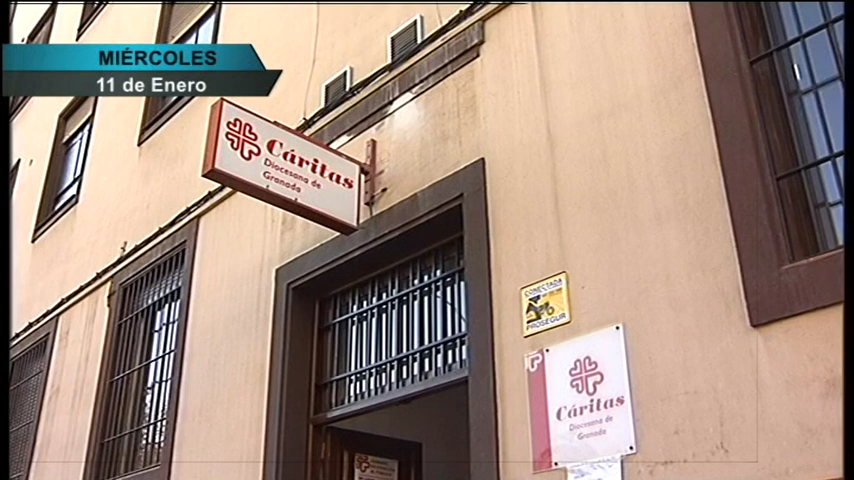 MIÉRCOLES
11 de Enero
Cáritas
Diocesana de
Granada
CONECTADA
PROSEGUR
Cáritas
Diocesana de
Granada